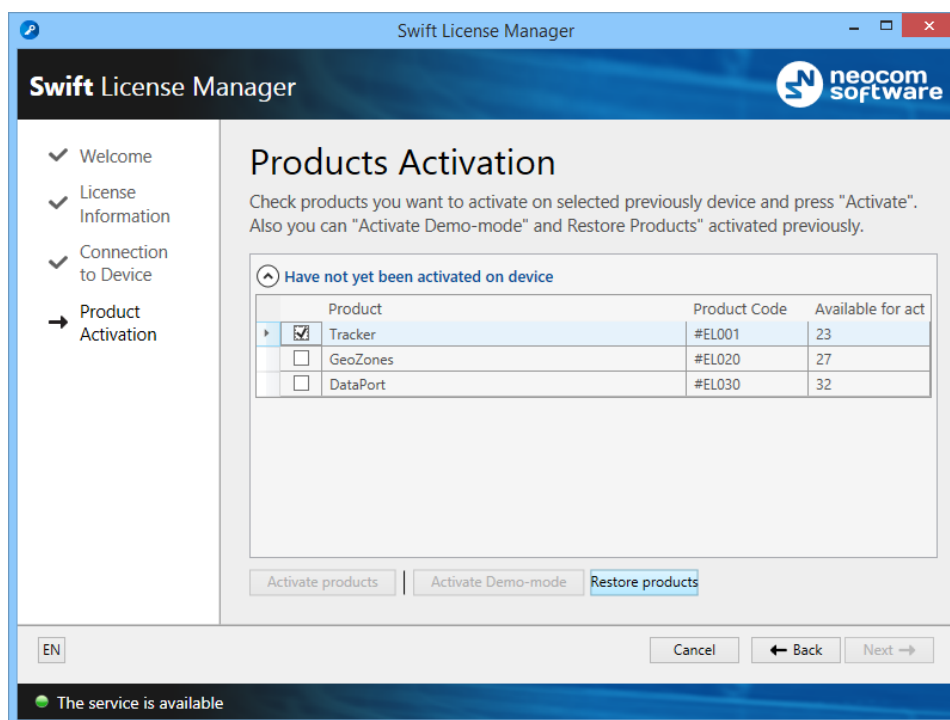 Swift License Manager
Swift License Manager
neocom
software
Welcome
License
Information
Connection
to Device
Product
Activation
Products Activation
Check products you want to activate on selected previously device and press "Activate".
Also you can "Activate Demo-mode" and Restore Products" activated previously.
Have not yet been activated on device
Product Product Code Available for act
Tracker #EL001 23
GeoZones #EL020 27
DataPort #EL030 32
Activate products Activate Demo-mode Restore products
EN Cancel Back Next
The service is available